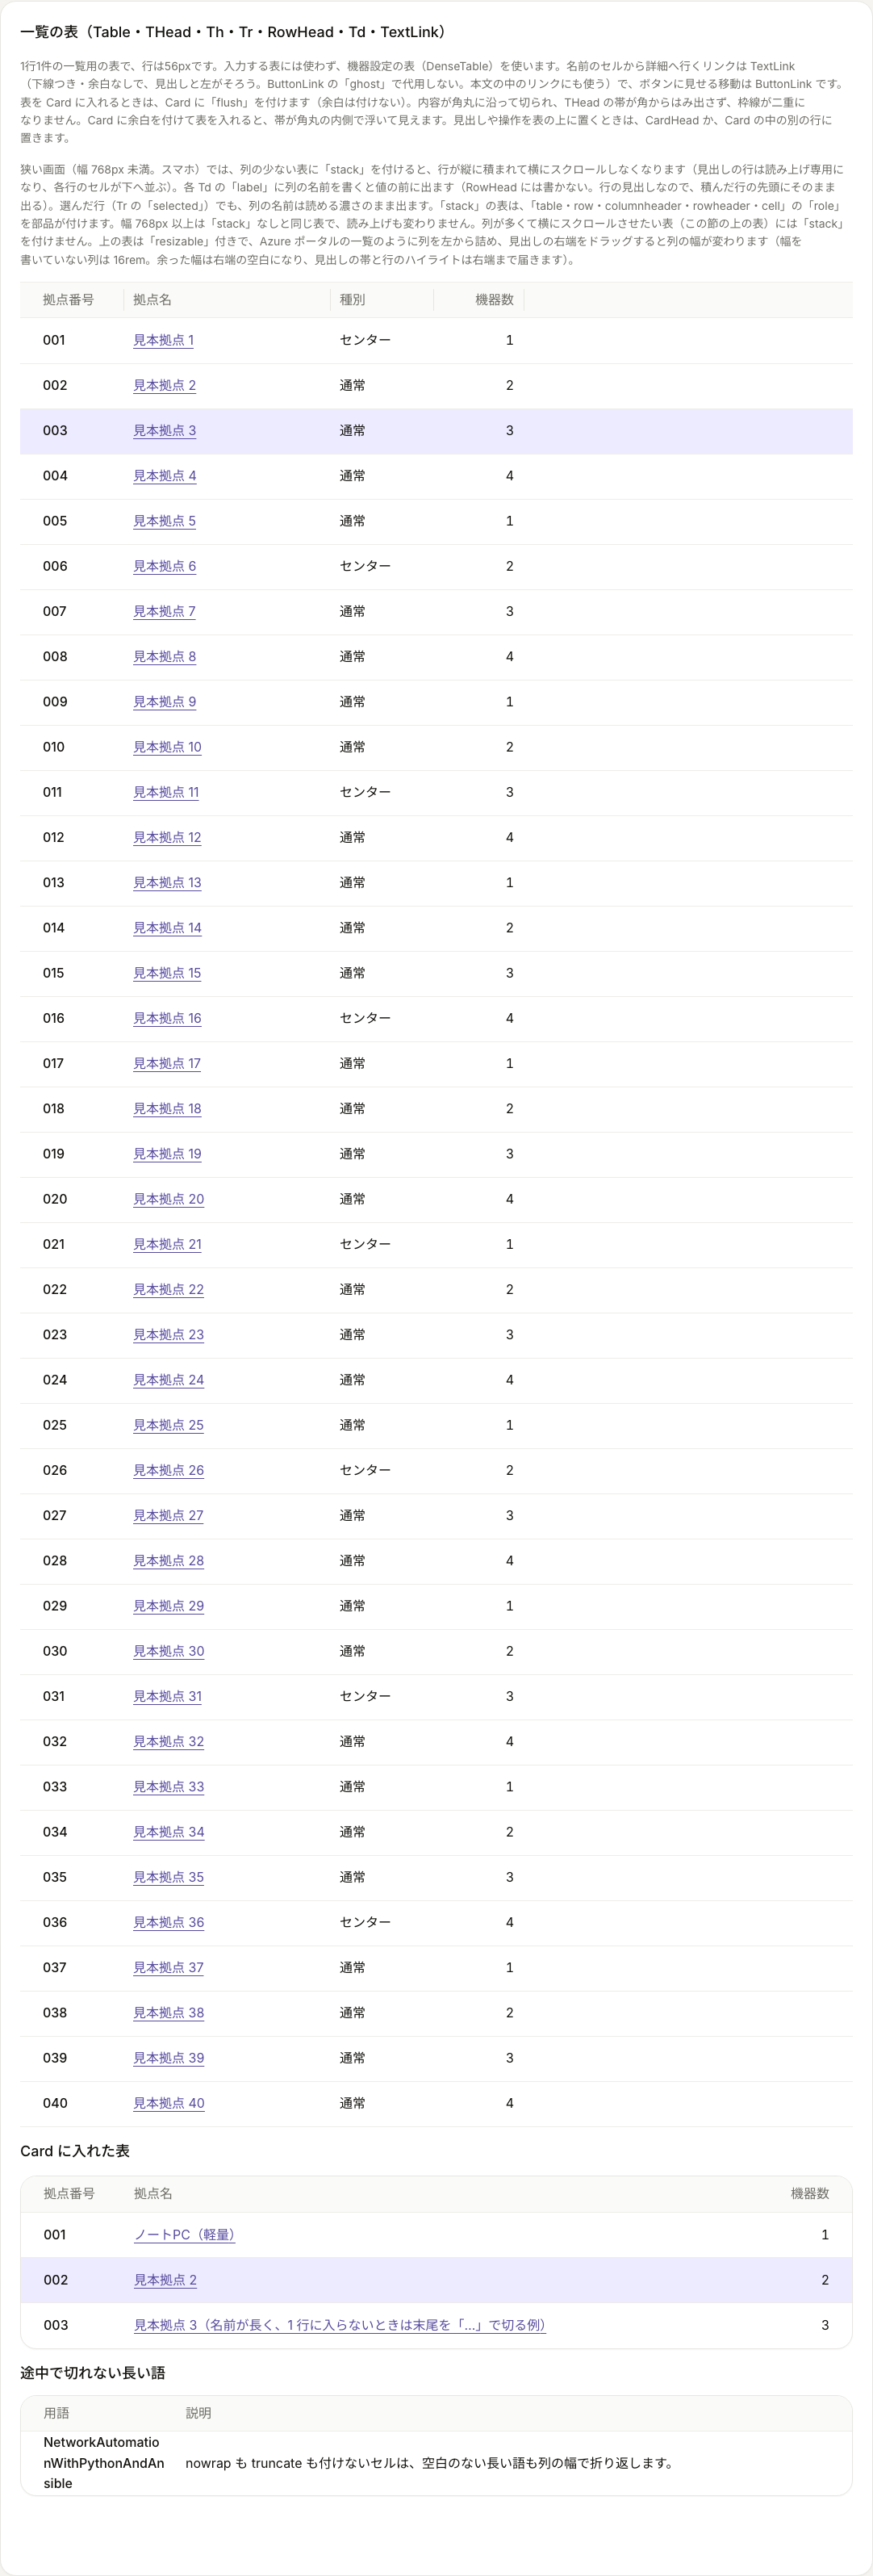 一覧の表（Table・THead・Th・Tr・RowHead・Td・TextLink）
1行1件の一覧用の表で、行は56pxです。入力する表には使わず、機器設定の表（DenseTable）を使います。名前のセルから詳細へ行くリンクは TextLink
（下線つき・余白なしで、見出しと左がそろう。ButtonLink の「ghost」で代用しない。本文の中のリンクにも使う）で、ボタンに見せる移動は ButtonLink です。
表を Card に入れるときは、Card に「flush」を付けます（余白は付けない）。内容が角丸に沿って切られ、THead の帯が角からはみ出さず、枠線が二重に
なりません。Card に余白を付けて表を入れると、帯が角丸の内側で浮いて見えます。見出しや操作を表の上に置くときは、CardHead か、Card の中の別の行に
置きます。
狭い画面（幅 768px 未満。スマホ）では、列の少ない表に「stack」を付けると、行が縦に積まれて横にスクロールしなくなります（見出しの行は読み上げ専用に
なり、各行のセルが下へ並ぶ）。各 Td の「label」に列の名前を書くと値の前に出ます（RowHead には書かない。行の見出しなので、積んだ行の先頭にそのまま
出る）。選んだ行（Tr の「selected」）でも、列の名前は読める濃さのまま出ます。「stack」の表は、「table・row・columnheader・rowheader・cell」の「role」
を部品が付けます。幅 768px 以上は「stack」なしと同じ表で、読み上げも変わりません。列が多くて横にスクロールさせたい表（この節の上の表）には「stack」
を付けません。上の表は「resizable」付きで、Azure ポータルの一覧のように列を左から詰め、見出しの右端をドラッグすると列の幅が変わります（幅を
書いていない列は 16rem。余った幅は右端の空白になり、見出しの帯と行のハイライトは右端まで届きます）。
拠点番号 拠点名 種別 機器数
001 見本拠点 1 センター 1
002 見本拠点 2 通常 2
003 見本拠点 3 通常 3
004 見本拠点 4 通常 4
005 見本拠点 5 通常 1
006 見本拠点 6 センター 2
007 見本拠点 7 通常 3
008 見本拠点 8 通常 4
009 見本拠点 9 通常 1
010 見本拠点 10 通常 2
011 見本拠点 11 センター 3
012 見本拠点 12 通常 4
013 見本拠点 13 通常 1
014 見本拠点 14 通常 2
015 見本拠点 15 通常 3
016 見本拠点 16 センター 4
017 見本拠点 17 通常 1
018 見本拠点 18 通常 2
019 見本拠点 19 通常 3
020 見本拠点 20 通常 4
021 見本拠点 21 センター 1
022 見本拠点 22 通常 2
023 見本拠点 23 通常 3
024 見本拠点 24 通常 4
025 見本拠点 25 通常 1
026 見本拠点 26 センター 2
027 見本拠点 27 通常 3
028 見本拠点 28 通常 4
029 見本拠点 29 通常 1
030 見本拠点 30 通常 2
031 見本拠点 31 センター 3
032 見本拠点 32 通常 4
033 見本拠点 33 通常 1
034 見本拠点 34 通常 2
035 見本拠点 35 通常 3
036 見本拠点 36 センター 4
037 見本拠点 37 通常 1
038 見本拠点 38 通常 2
039 見本拠点 39 通常 3
040 見本拠点 40 通常 4
Card に入れた表
拠点番号 拠点名 機器数
001 ノートPC（軽量） 1
002 見本拠点 2 2
003 見本拠点 3（名前が長く、1 行に入らないときは末尾を「…」で切る例） 3
途中で切れない長い語
用語 説明
NetworkAutomatio
nWithPythonAndAn
sible
nowrap も truncate も付けないセルは、空白のない長い語も列の幅で折り返します。